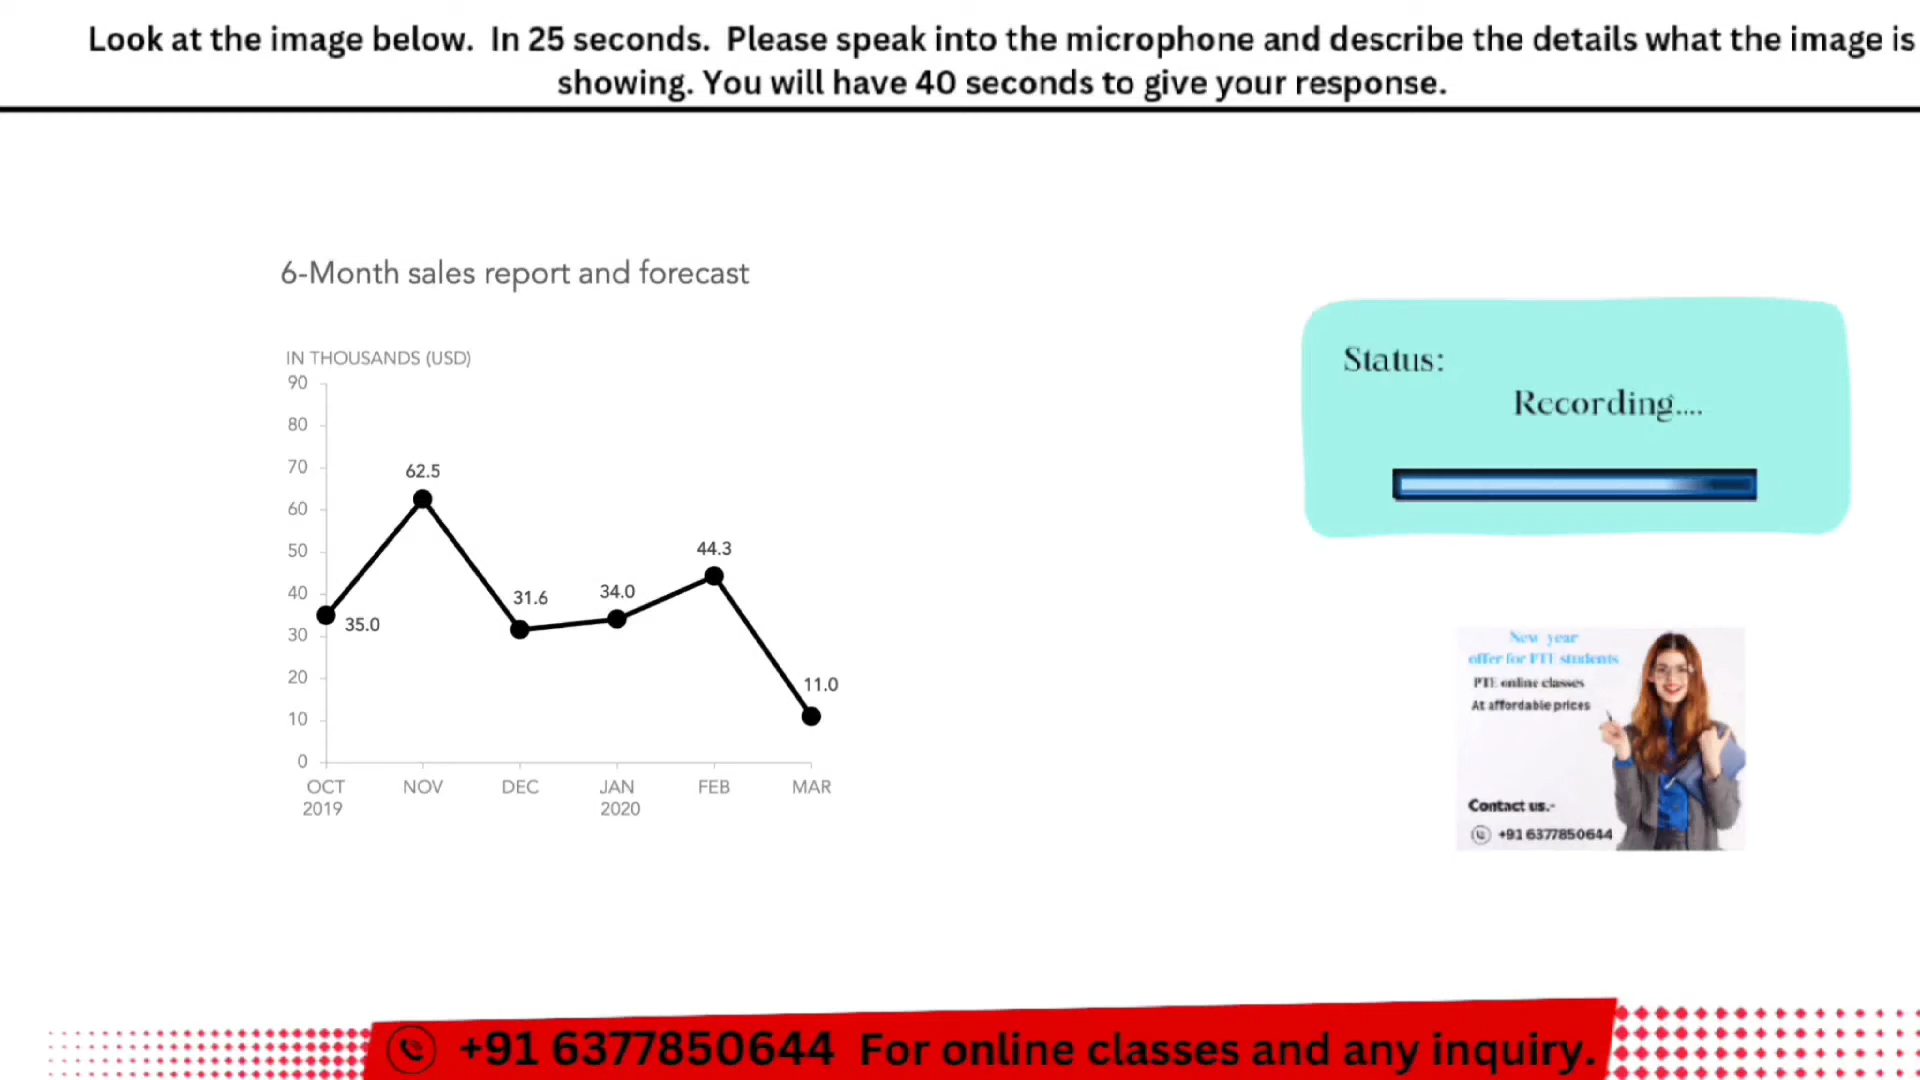 Look at the image below. In 25 seconds. Please speak into the microphone and describe the details what the image is
showing. You will have 40 seconds to give your response.
6-Month sales report and forecast
IN THOUSANDS (USD)
90
80
70
60
50
40
30
20
10
0
35.0
62.5
31.6
34.0
44.3
11.0
OCT NOV DEC JAN FEB MAR
2019 2020
Status:
Recording....
New year
offer for PTE students
PTE online classes
At affordable prices
Contact us.-
+91 6377850644
+91 6377850644 For online classes and any inquiry.